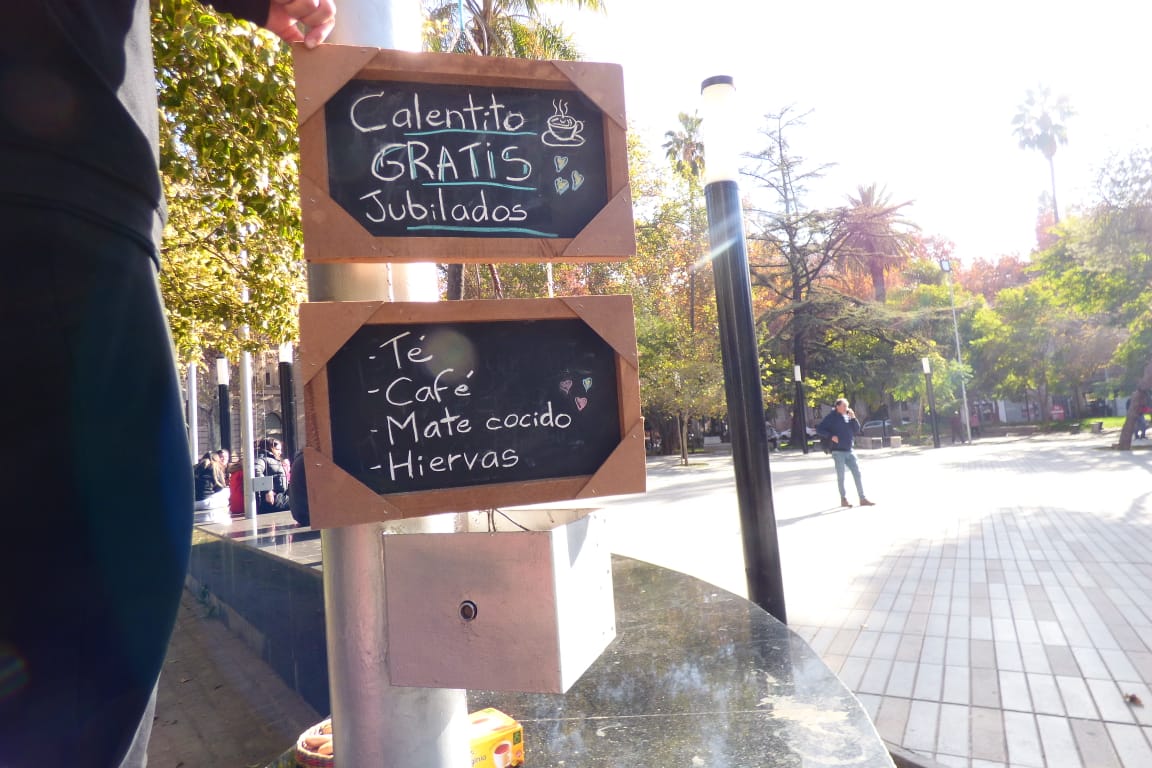 Calentito
GRATIS
Jubilados
-Té
-Café
-Mate cocido
-Hiervas